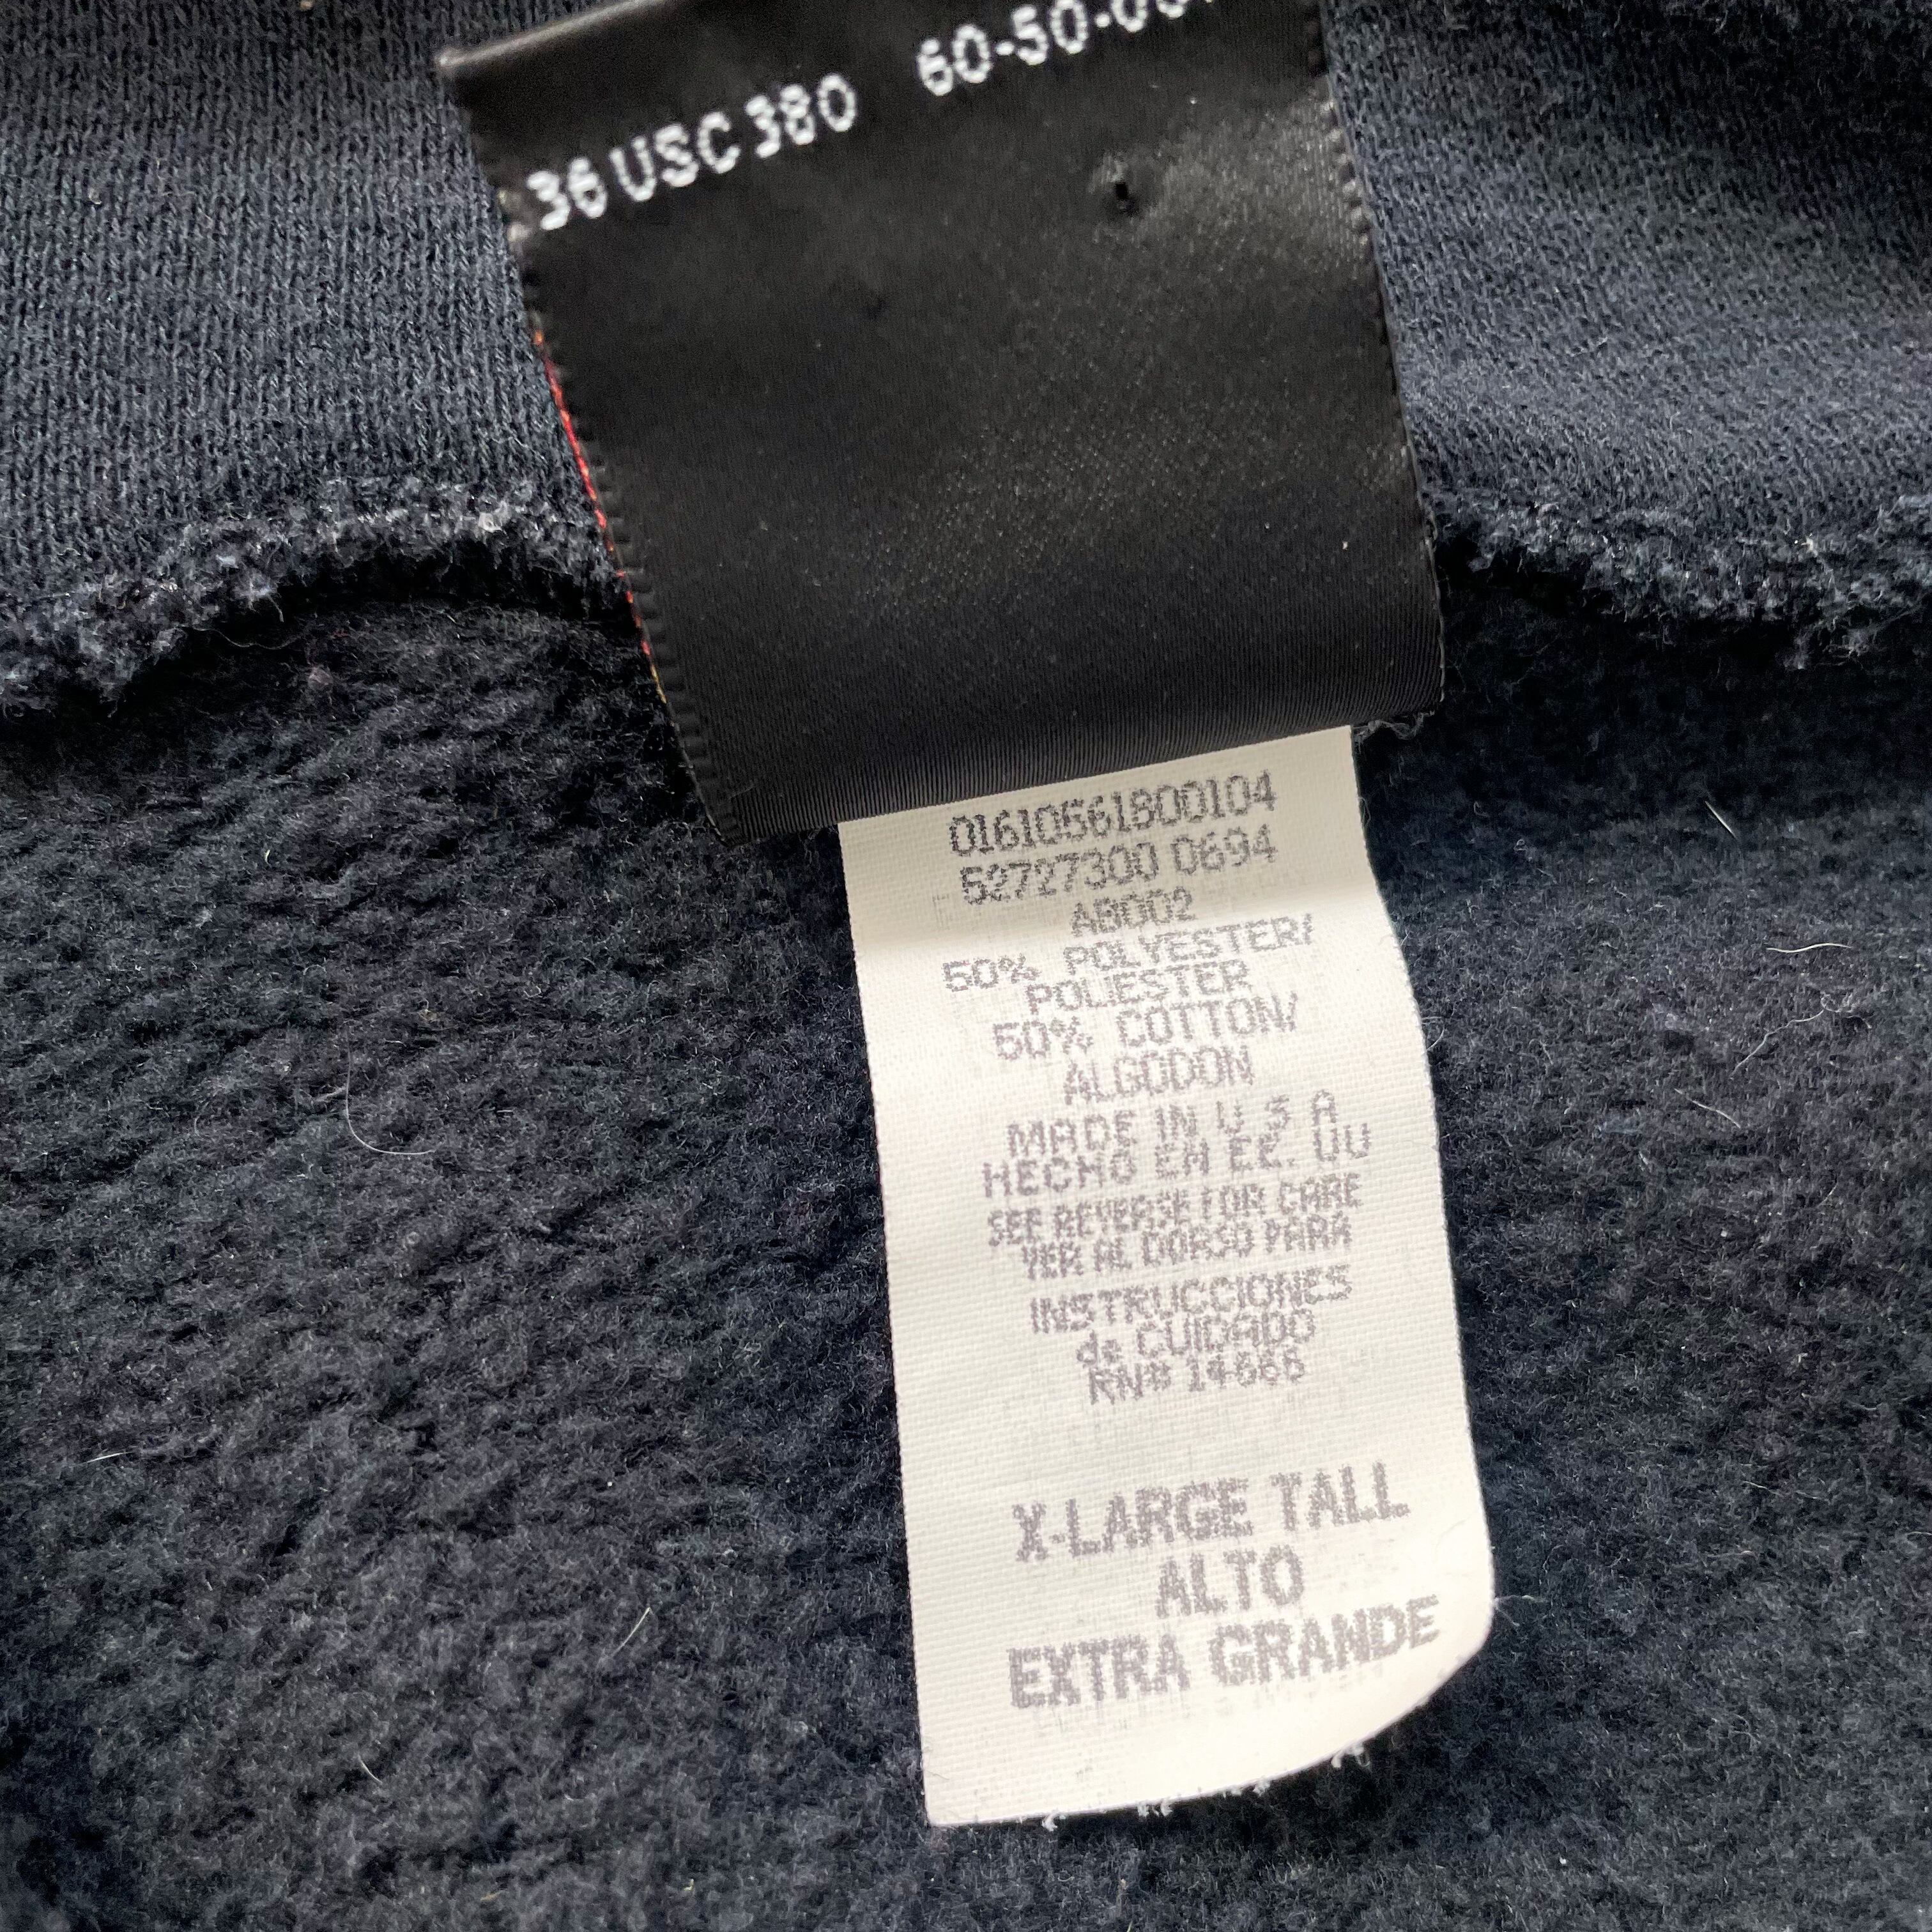 36 USC 380 60-50-
01610561800104
52727300 0694
AB002
50% POLYESTER/
POLIESTER
50% COTTON/
ALGODON
MADE IN U S A
HECHO EN EE. UU
SEE REVERSE FOR CARE
VER AL DORSO PARA
INSTRUCCIONES
de CUIDADO
RN# 14666
X-LARGE TALL
ALTO
EXTRA GRANDE